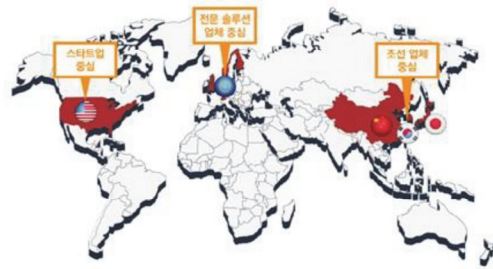 스타트업
중심
전문 솔루션
업체 중심
조선 업체
중심